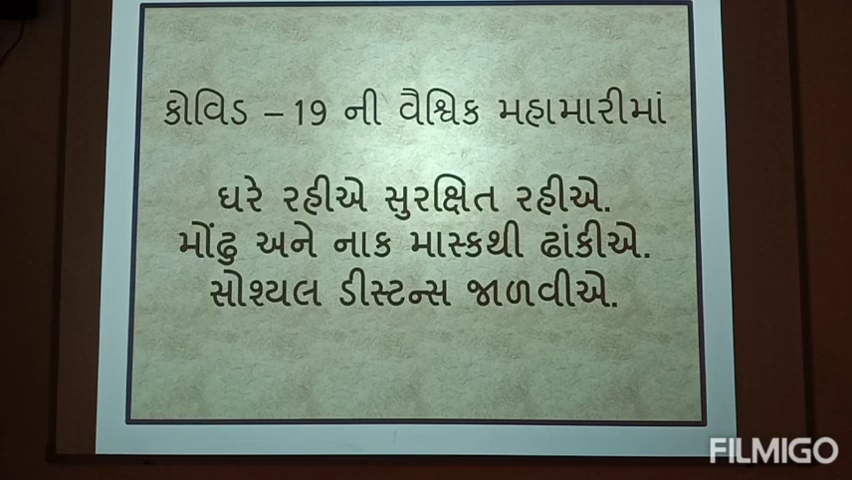 કોવિડ – 19 ની વૈશ્વિક મહામારીમાં
ઘરે રહીએ સુરક્ષિત રહીએ.
મોંઢુ અને નાક માસ્કથી ઢાંકીએ.
સોશ્યલ ડીસ્ટન્સ જાળવીએ.
FILMIGO